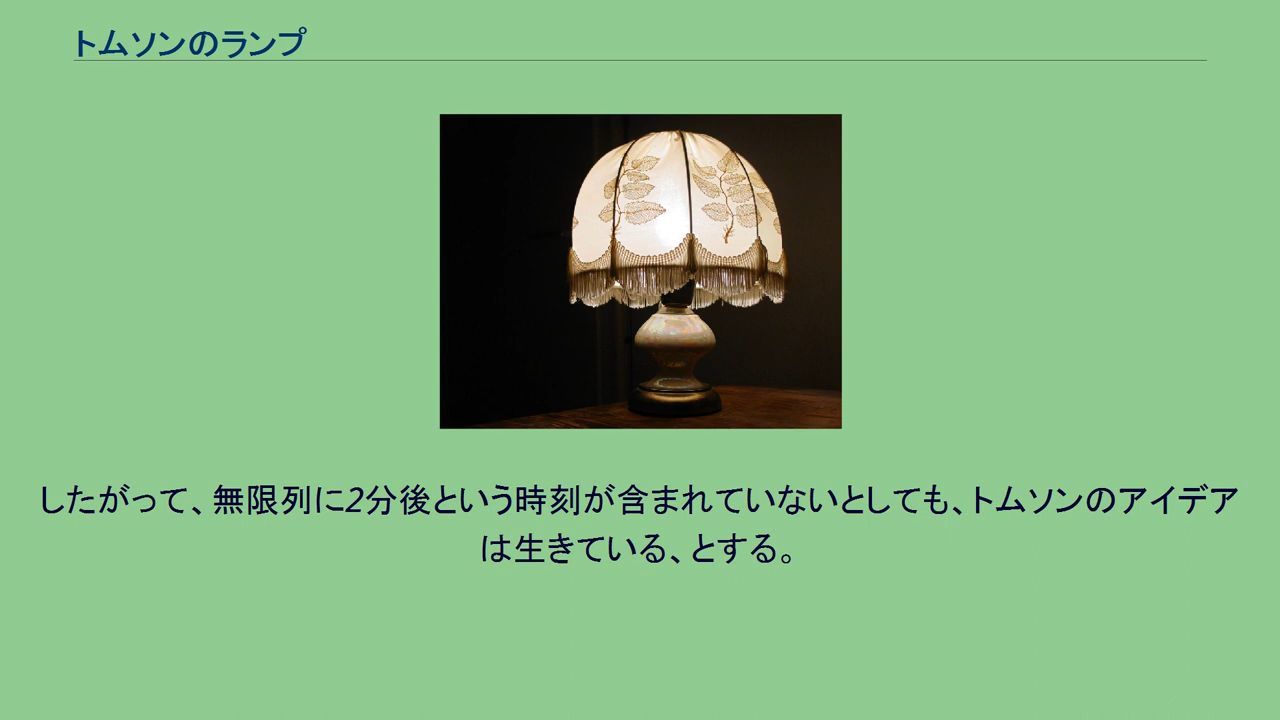 トムソンのランプ
したがって、無限列に2分後という時刻が含まれていないとしても、トムソンのアイデア
は生きている、とする。